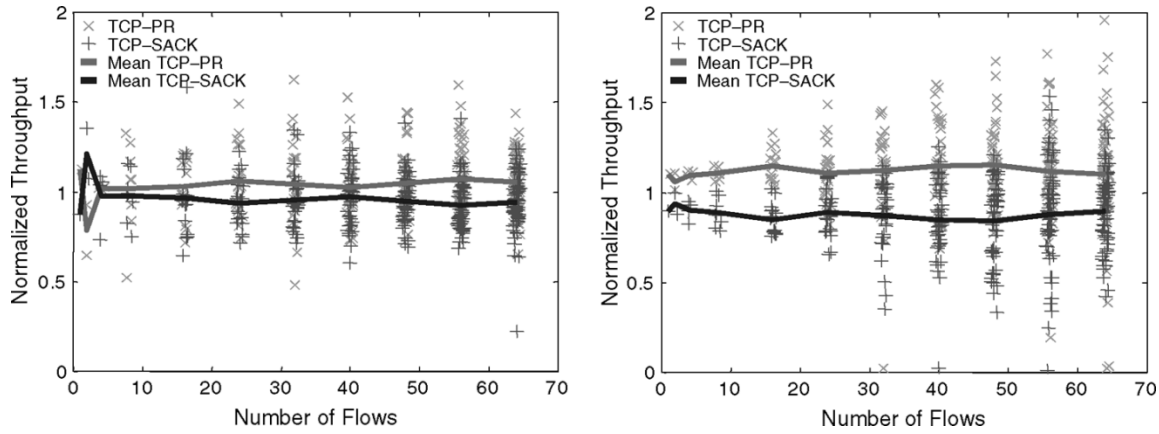 2
1.5
1
0.5
0
0 10 20 30 40 50 60 70
Normalized Throughput
Number of Flows
TCP–PR
TCP–SACK
Mean TCP–PR
Mean TCP–SACK
2
1.5
1
0.5
0
0 10 20 30 40 50 60 70
Normalized Throughput
Number of Flows
TCP–PR
TCP–SACK
Mean TCP–PR
Mean TCP–SACK